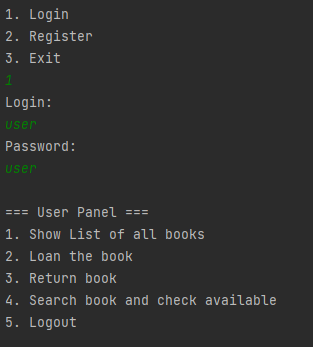 1. Login
2. Register
3. Exit
1
Login:
user
Password:
user
=== User Panel ===
1. Show List of all books
2. Loan the book
3. Return book
4. Search book and check available
5. Logout